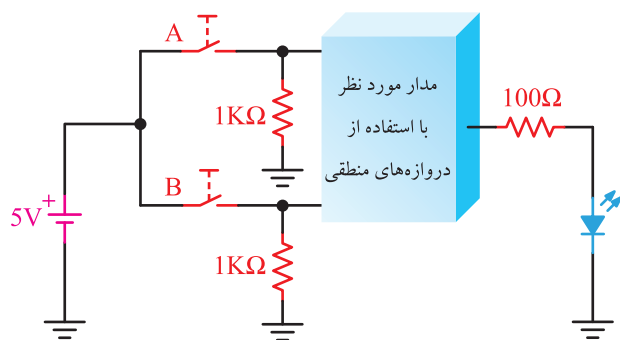 A
1KΩ
B
1KΩ
5V
+
مدار مورد نظر
با استفاده از
دروازه‌های منطقی
100Ω